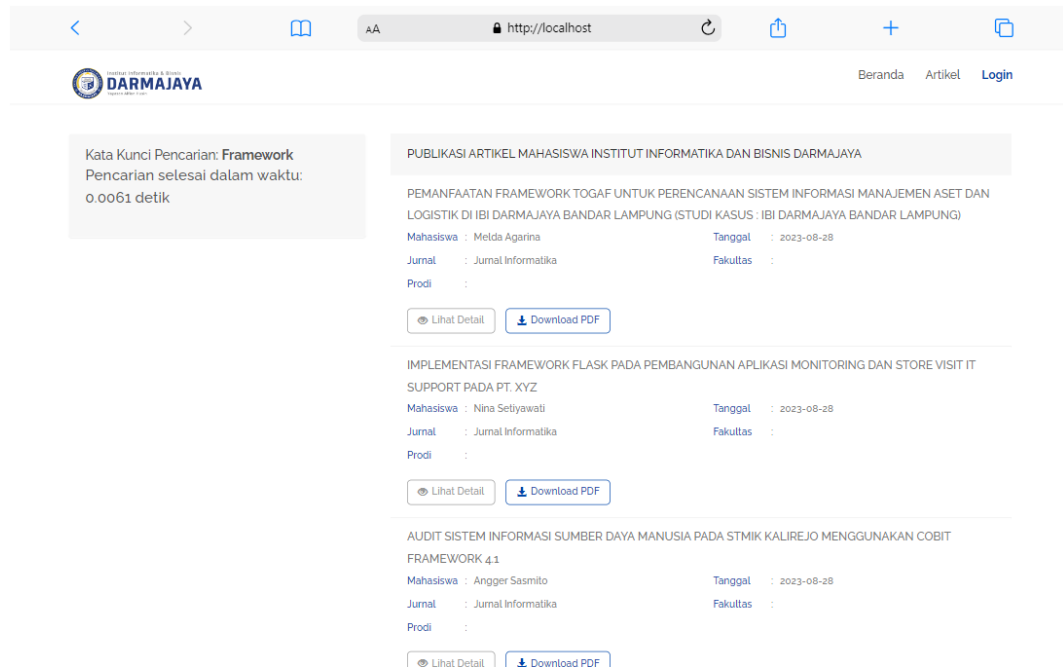 AA http://localhost
Institut Informatika & Bisnis
DARMAJAYA
Beranda Artikel Login
Kata Kunci Pencarian: Framework
Pencarian selesai dalam waktu:
0.0061 detik
PUBLIKASI ARTIKEL MAHASISWA INSTITUT INFORMATIKA DAN BISNIS DARMAJAYA
PEMANFAATAN FRAMEWORK TOGAF UNTUK PERENCANAAN SISTEM INFORMASI MANAJEMEN ASET DAN
LOGISTIK DI IBI DARMAJAYA BANDAR LAMPUNG (STUDI KASUS : IBI DARMAJAYA BANDAR LAMPUNG)
Mahasiswa : Melda Agarina Tanggal : 2023-08-28
Jurnal : Jurnal Informatika Fakultas :
Prodi :
Lihat Detail Download PDF
IMPLEMENTASI FRAMEWORK FLASK PADA PEMBANGUNAN APLIKASI MONITORING DAN STORE VISIT IT
SUPPORT PADA PT. XYZ
Mahasiswa : Nina Setiyawati Tanggal : 2023-08-28
Jurnal : Jurnal Informatika Fakultas :
Prodi :
Lihat Detail Download PDF
AUDIT SISTEM INFORMASI SUMBER DAYA MANUSIA PADA STMIK KALIREJO MENGGUNAKAN COBIT
FRAMEWORK 4.1
Mahasiswa : Angger Sasmito Tanggal : 2023-08-28
Jurnal : Jurnal Informatika Fakultas :
Prodi :
Lihat Detail Download PDF